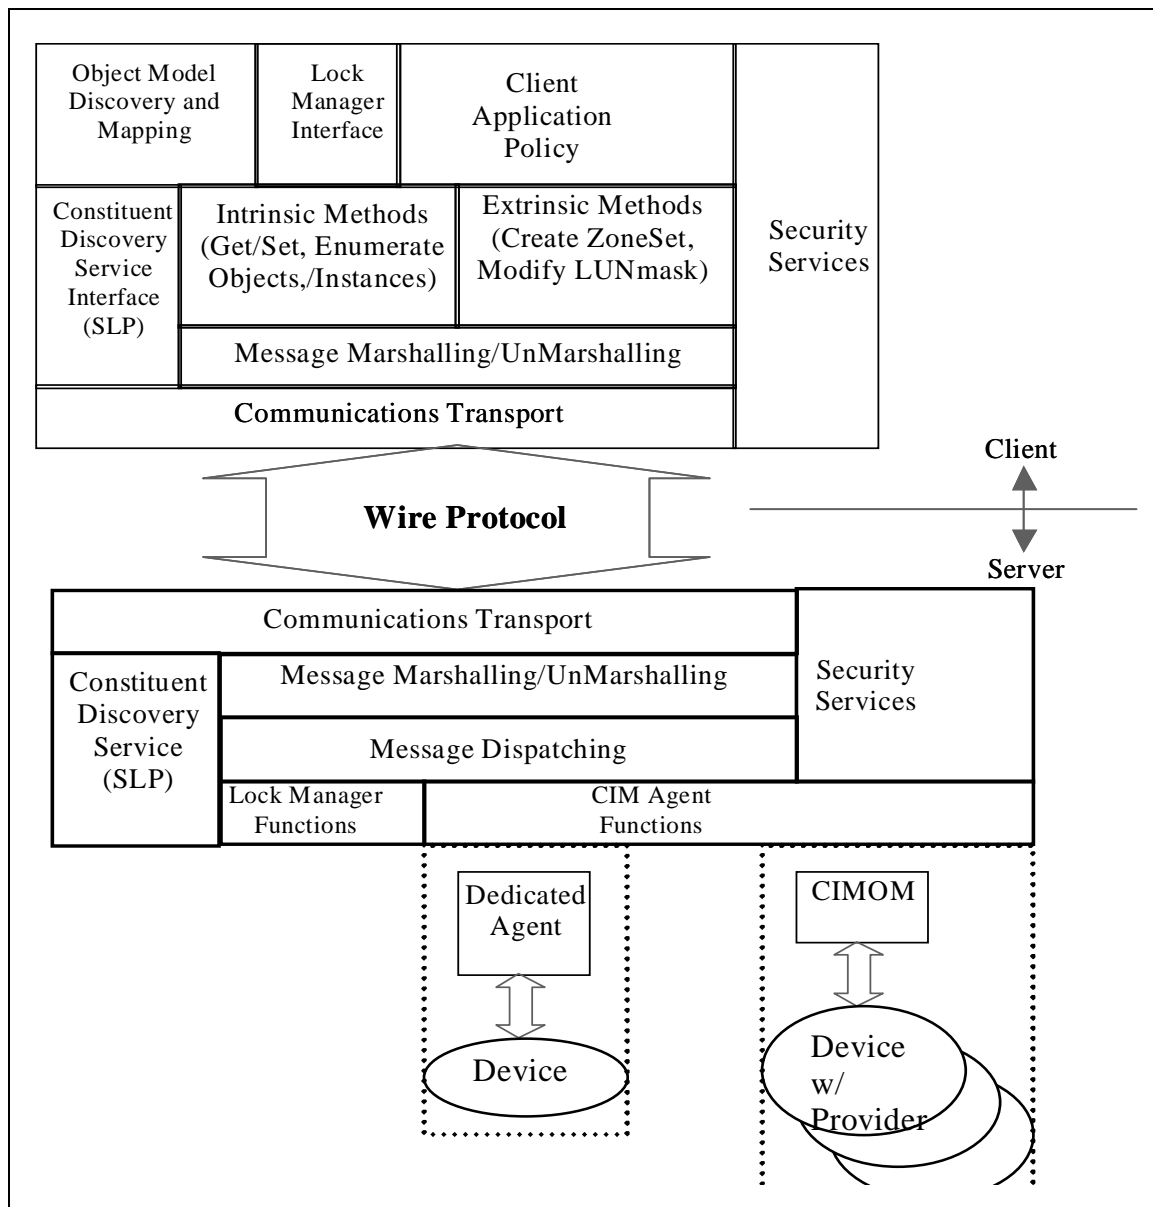 Object Model
Discovery and
Mapping
Lock
Manager
Interface
Client
Application
Policy
Security
Services
Constituent
Discovery
Service
Interface
(SLP)
Intrinsic Methods
(Get/Set, Enumerate
Objects,/Instances)
Extrinsic Methods
(Create ZoneSet,
Modify LUNmask)
Message Marshalling/UnMarshalling
Communications Transport
Wire Protocol
Client
Server
Communications Transport
Constituent
Discovery
Service
(SLP)
Message Marshalling/UnMarshalling
Security
Services
Message Dispatching
Lock Manager
Functions
CIM Agent
Functions
Dedicated
Agent
CIMOM
Device
Device
w/
Provider